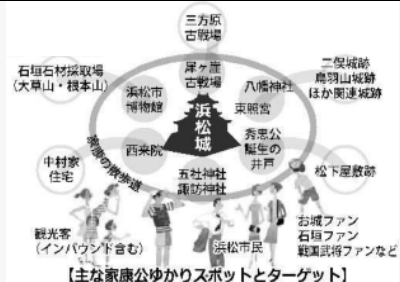 三方原
古戦場
石垣石材採取場
(大草山・根本山)
犀ヶ崖
古戦場
二俣城跡
鳥羽山城跡
ほか関連城跡
浜松市
博物館
八幡神社
東照宮
浜松城
西来院
秀忠公
誕生の
井戸
家康の散歩道
中村家
住宅
五社神社
諏訪神社
松下屋敷跡
観光客
(インバウンド含む)
浜松市民
お城ファン
石垣ファン
戦国武将ファンなど
【主な家康公ゆかりスポットとターゲット】